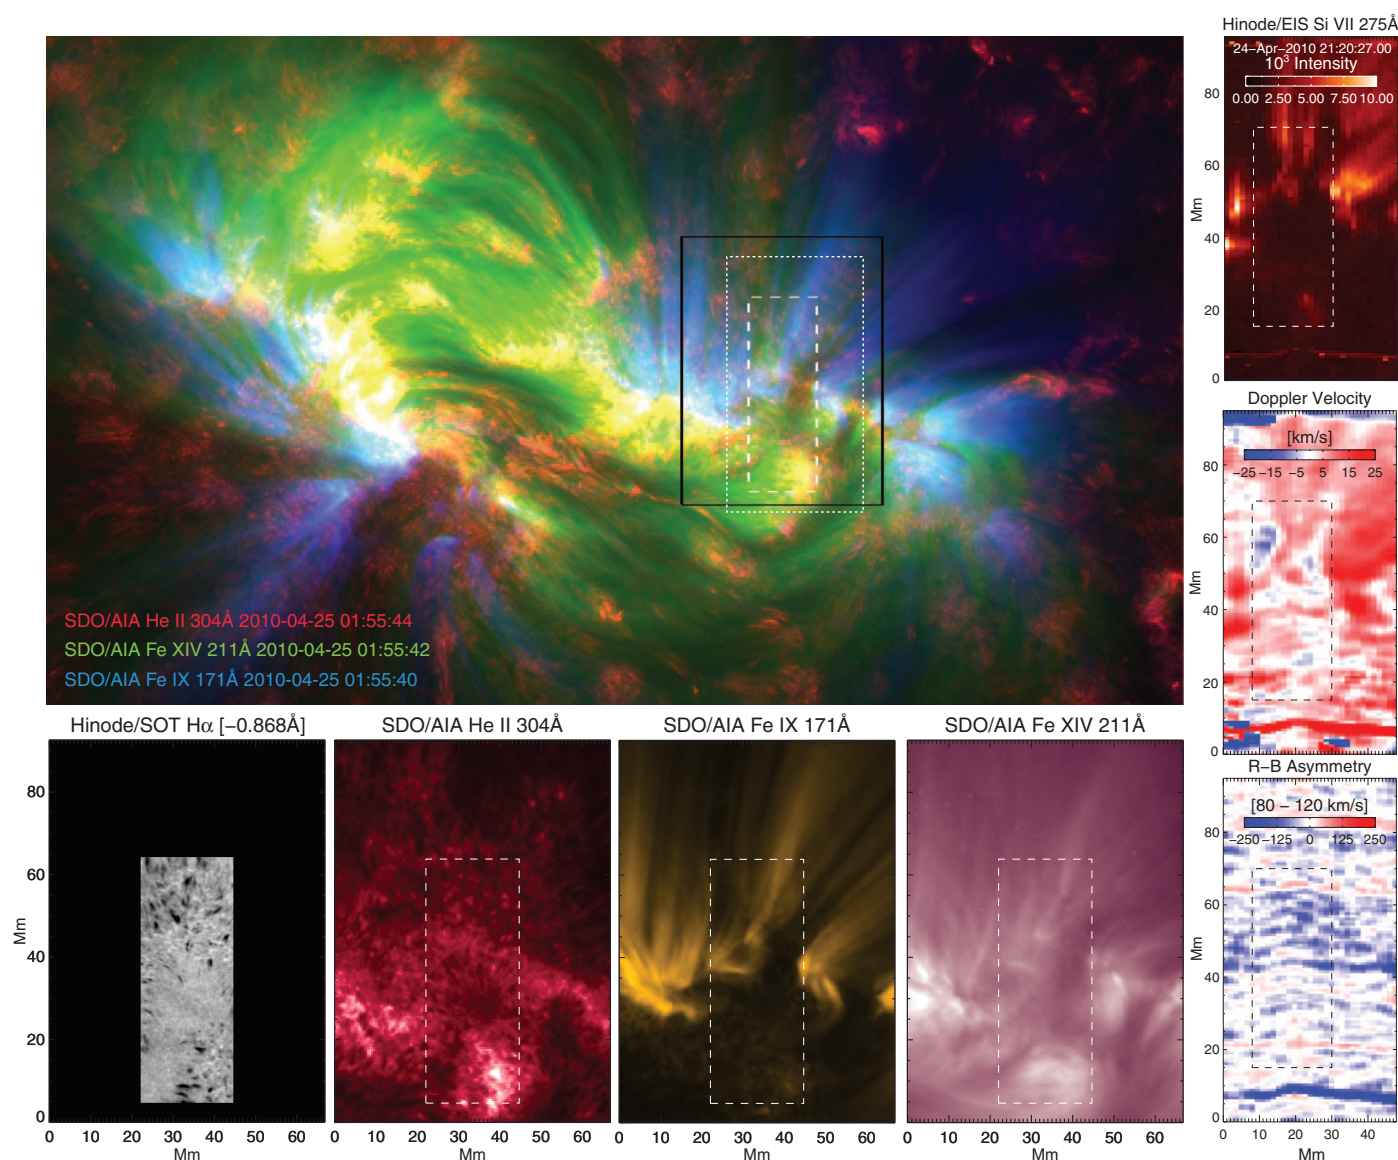 Hinode/EIS Si VII 275Å
24-Apr-2010 21:20:27.00
10³ Intensity
0.00 2.50 5.00 7.50 10.00
80
60
Mm
40
20
0
SDO/AIA He II 304Å 2010-04-25 01:55:44
SDO/AIA Fe XIV 211Å 2010-04-25 01:55:42
SDO/AIA Fe IX 171Å 2010-04-25 01:55:40
Doppler Velocity
[km/s]
−25 −15 −5 5 15 25
80
60
Mm
40
20
0
Hinode/SOT Hα [−0.868Å]
80
60
Mm
40
20
0
0 10 20 30 40 50 60
Mm
SDO/AIA He II 304Å
0 10 20 30 40 50 60
Mm
SDO/AIA Fe IX 171Å
0 10 20 30 40 50 60
Mm
SDO/AIA Fe XIV 211Å
0 10 20 30 40 50 60
Mm
R−B Asymmetry
[80 − 120 km/s]
−250 −125 0 125 250
80
60
Mm
40
20
0
0 10 20 30 40
Mm